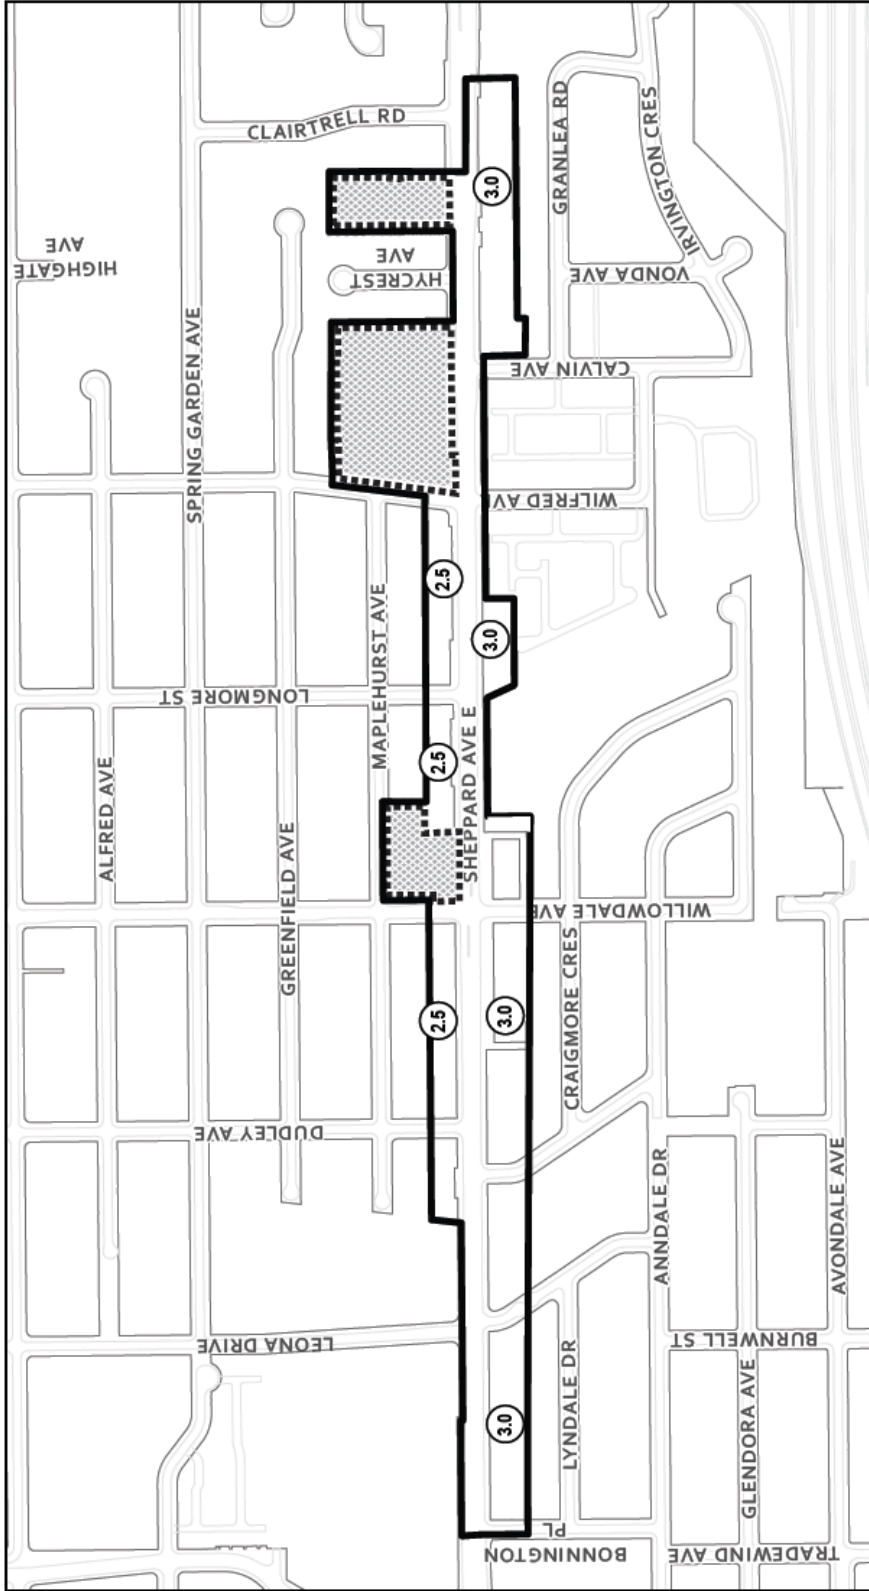 CLAIRTRELL RD
GRANLEA RD
IRVINGTON CRES
3.0
HIGHGATE
AVE
HYCREST
AVE
VONDA AVE
SPRING GARDEN AVE
CALVIN AVE
WILFRED AVE
2.5
3.0
MAPLEHURST AVE
LONGMORE ST
2.5
SHEPPARD AVE E
ALFRED AVE
GREENFIELD AVE
WILLOWDALE AVE
2.5
3.0
CRAIGMORE CRES
DUDLEY AVE
ANNDALE DR
AVONDALE AVE
LEONA DRIVE
BURNWELL ST
3.0
LYNDALE DR
GLENDORA AVE
BONNINGTON
PL
TRADEWIND AVE